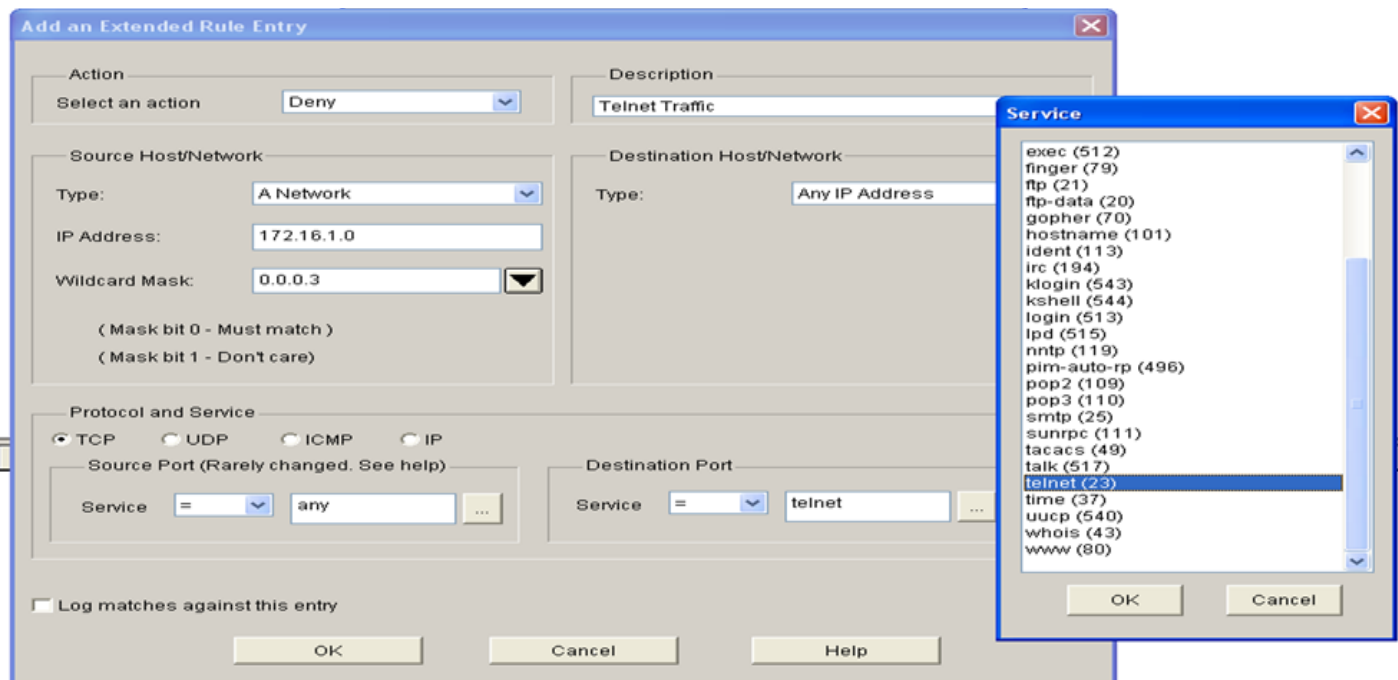 Add an Extended Rule Entry
Action
Select an action Deny
Description
Telnet Traffic
Source Host/Network
Type: A Network
IP Address: 172.16.1.0
Wildcard Mask: 0.0.0.3
( Mask bit 0 - Must match )
( Mask bit 1 - Don't care)
Destination Host/Network
Type: Any IP Address
Protocol and Service
TCP UDP ICMP IP
Source Port (Rarely changed. See help)
Service = any ...
Destination Port
Service = telnet ...
Log matches against this entry
OK Cancel Help
Service
exec (512)
finger (79)
ftp (21)
ftp-data (20)
gopher (70)
hostname (101)
ident (113)
irc (194)
klogin (543)
kshell (544)
login (513)
lpd (515)
nntp (119)
pim-auto-rp (496)
pop2 (109)
pop3 (110)
smtp (25)
sunrpc (111)
tacacs (49)
talk (517)
telnet (23)
time (37)
uucp (540)
whois (43)
www (80)
OK Cancel